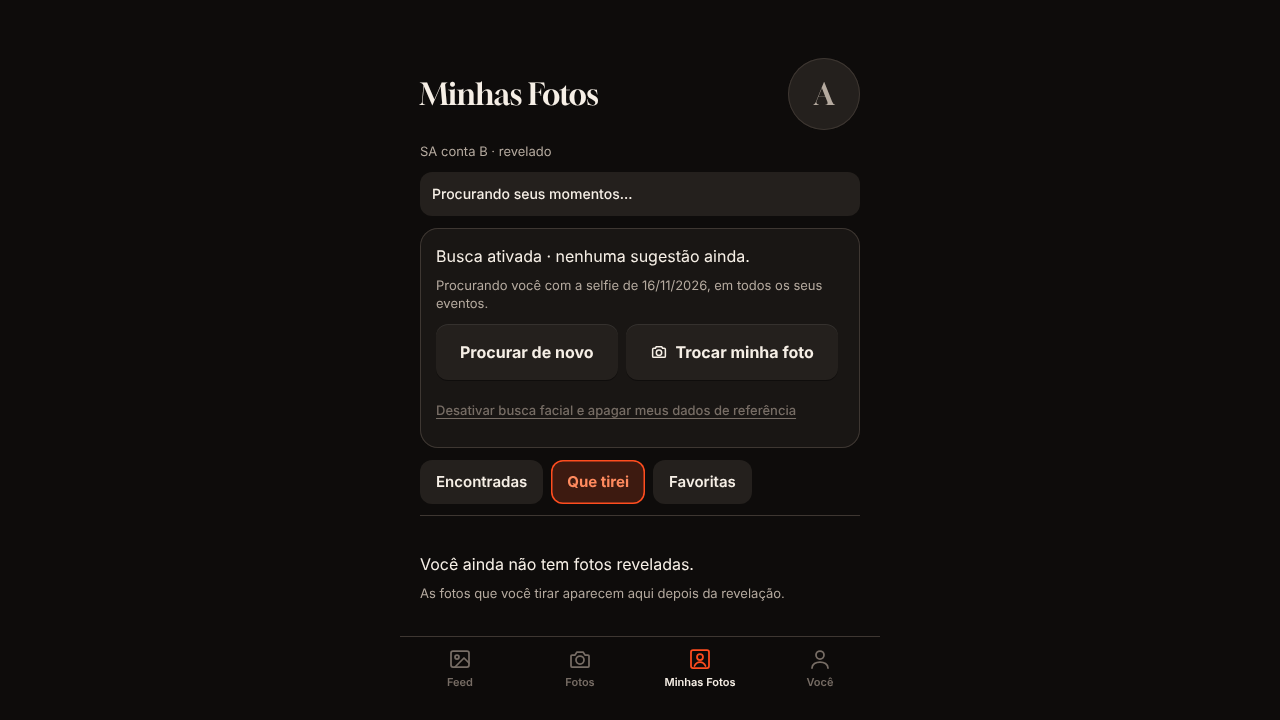 Minhas Fotos
A
SA conta B · revelado
Procurando seus momentos...
Busca ativada · nenhuma sugestão ainda.
Procurando você com a selfie de 16/11/2026, em todos os seus
eventos.
Procurar de novo
Trocar minha foto
Desativar busca facial e apagar meus dados de referência
Encontradas
Que tirei
Favoritas
Você ainda não tem fotos reveladas.
As fotos que você tirar aparecem aqui depois da revelação.
Feed
Fotos
Minhas Fotos
Você